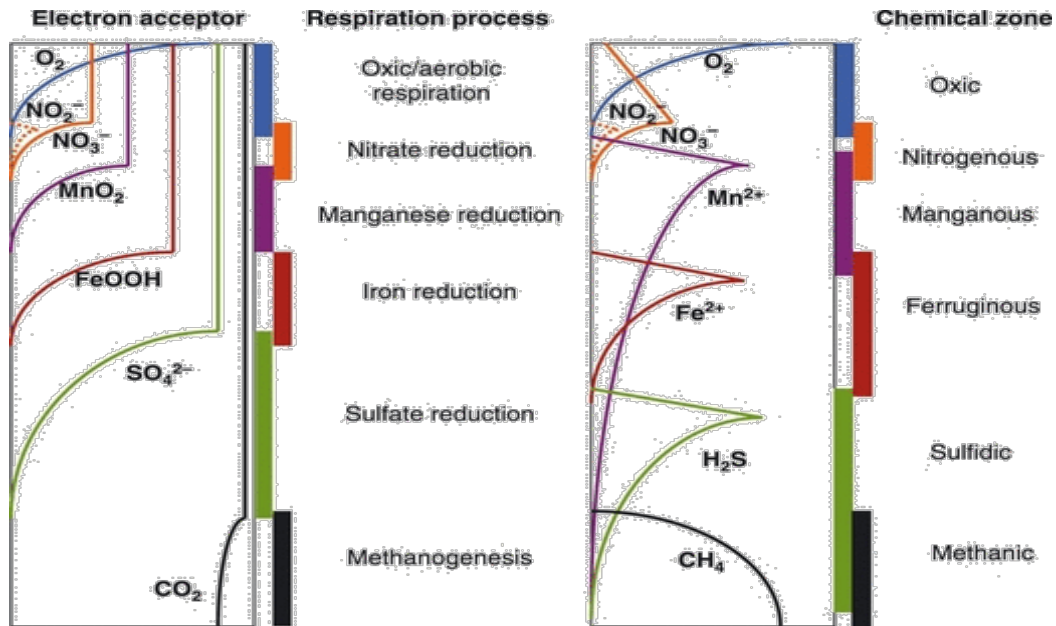 Electron acceptor
Respiration process
Chemical zone
O₂
NO₂⁻
NO₃⁻
MnO₂
FeOOH
SO₄²⁻
CO₂
Oxic/aerobic
respiration
Nitrate reduction
Manganese reduction
Iron reduction
Sulfate reduction
Methanogenesis
O₂
NO₂⁻
NO₃⁻
Mn²⁺
Fe²⁺
H₂S
CH₄
Oxic
Nitrogenous
Manganous
Ferruginous
Sulfidic
Methanic